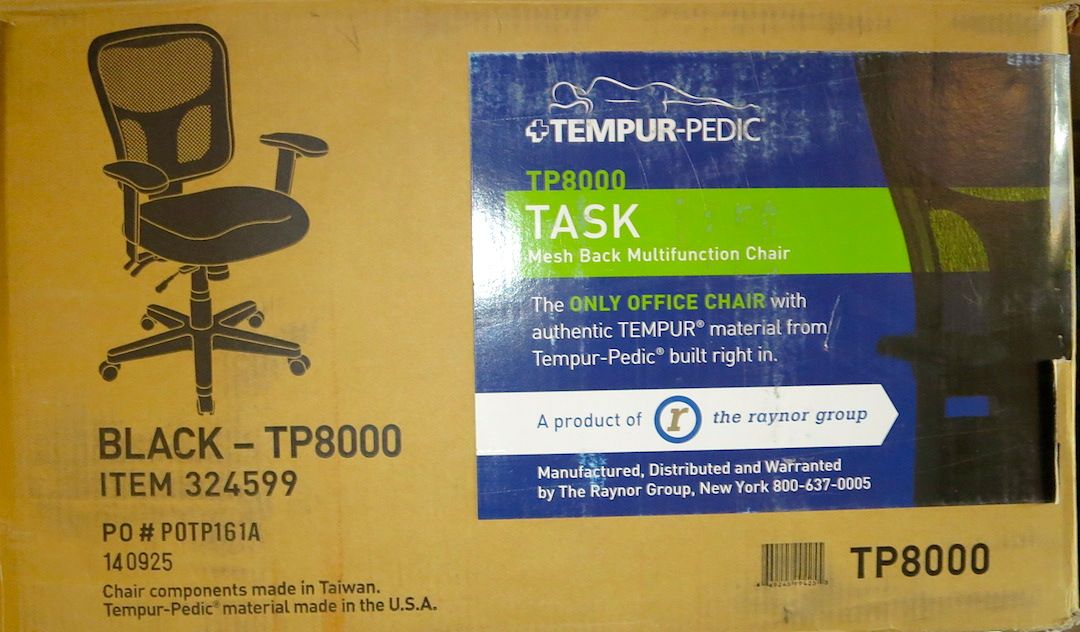 BLACK – TP8000
ITEM 324599
PO # POTP161A
140925
Chair components made in Taiwan.
Tempur-Pedic® material made in the U.S.A.
TEMPUR-PEDIC
TP8000
TASK
Mesh Back Multifunction Chair
The ONLY OFFICE CHAIR with
authentic TEMPUR® material from
Tempur-Pedic® built right in.
A product of r the raynor group
Manufactured, Distributed and Warranted
by The Raynor Group, New York 800-637-0005
TP8000